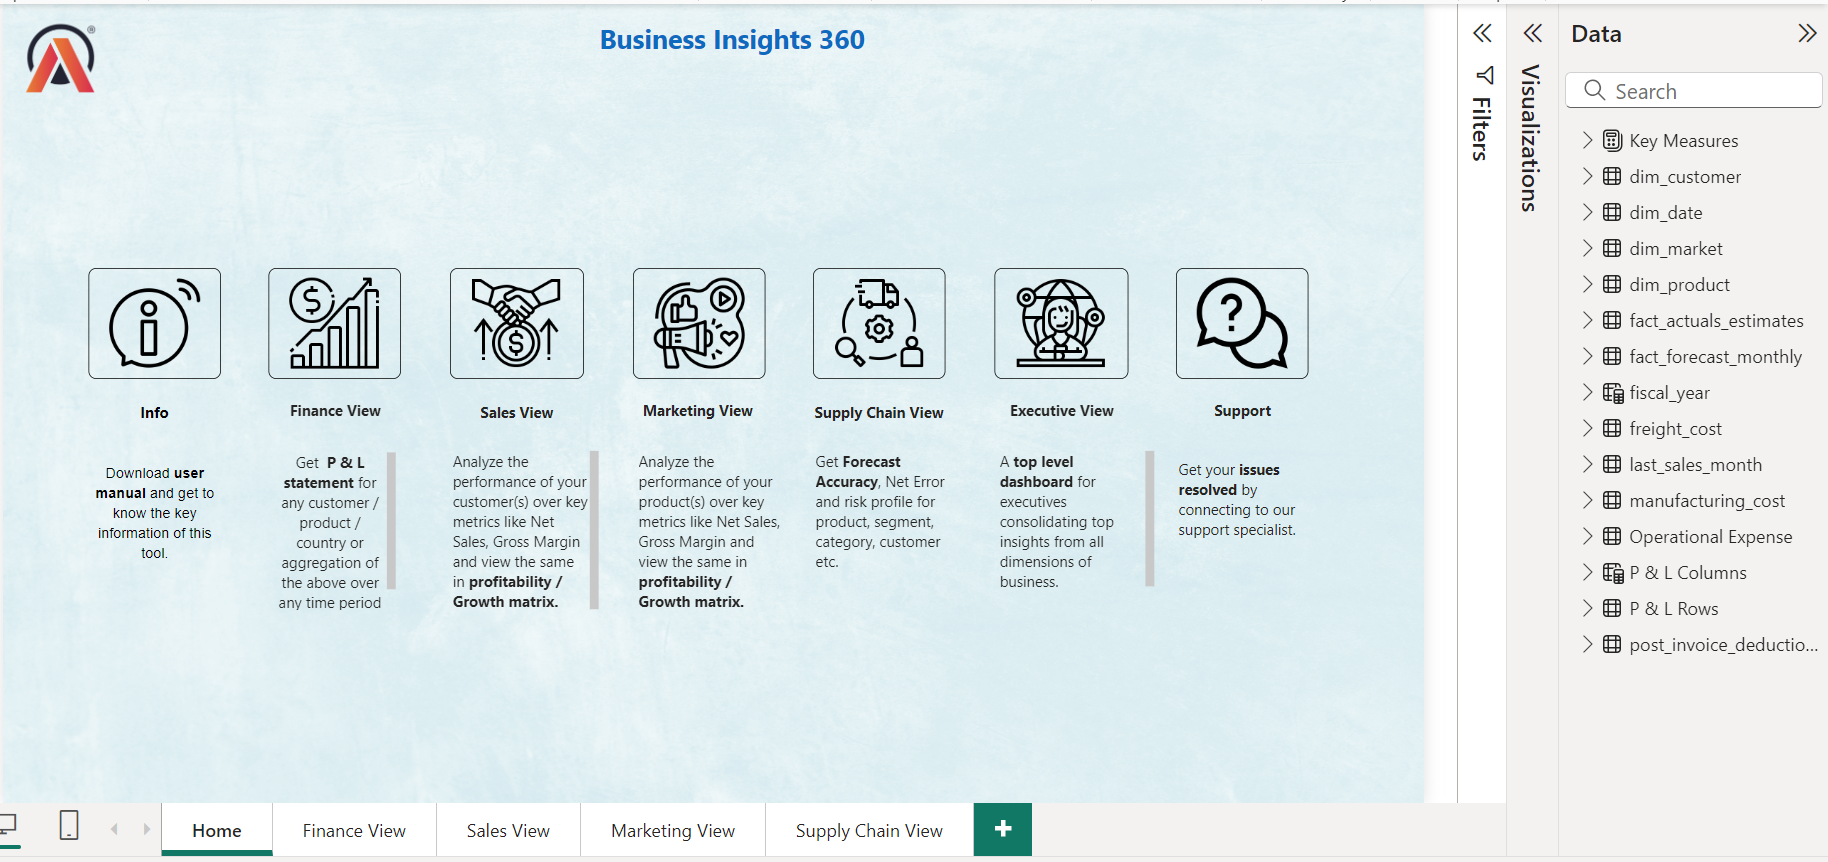 Business Insights 360
®
Info
Download user
manual and get to
know the key
information of this
tool.
Finance View
Get P & L
statement for
any customer /
product /
country or
aggregation of
the above over
any time period
Sales View
Analyze the
performance of your
customer(s) over key
metrics like Net
Sales, Gross Margin
and view the same
in profitability /
Growth matrix.
Marketing View
Analyze the
performance of your
product(s) over key
metrics like Net Sales,
Gross Margin and
view the same in
profitability /
Growth matrix.
Supply Chain View
Get Forecast
Accuracy, Net Error
and risk profile for
product, segment,
category, customer
etc.
Executive View
A top level
dashboard for
executives
consolidating top
insights from all
dimensions of
business.
Support
Get your issues
resolved by
connecting to our
support specialist.
Filters
Visualizations
Data
Search
Key Measures
dim_customer
dim_date
dim_market
dim_product
fact_actuals_estimates
fact_forecast_monthly
fiscal_year
freight_cost
last_sales_month
manufacturing_cost
Operational Expense
P & L Columns
P & L Rows
post_invoice_deductio...
Home
Finance View
Sales View
Marketing View
Supply Chain View
+